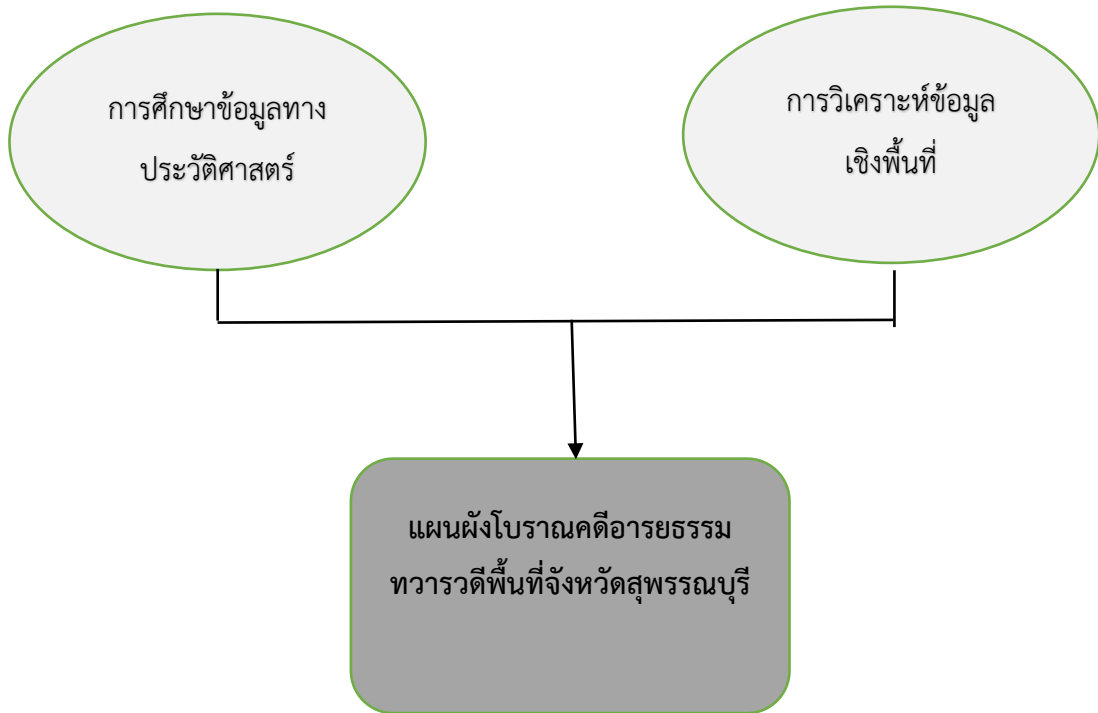 การศึกษาข้อมูลทาง
ประวัติศาสตร์
การวิเคราะห์ข้อมูล
เชิงพื้นที่
แผนผังโบราณคดีอารยธรรม
ทวารวดีพื้นที่จังหวัดสุพรรณบุรี